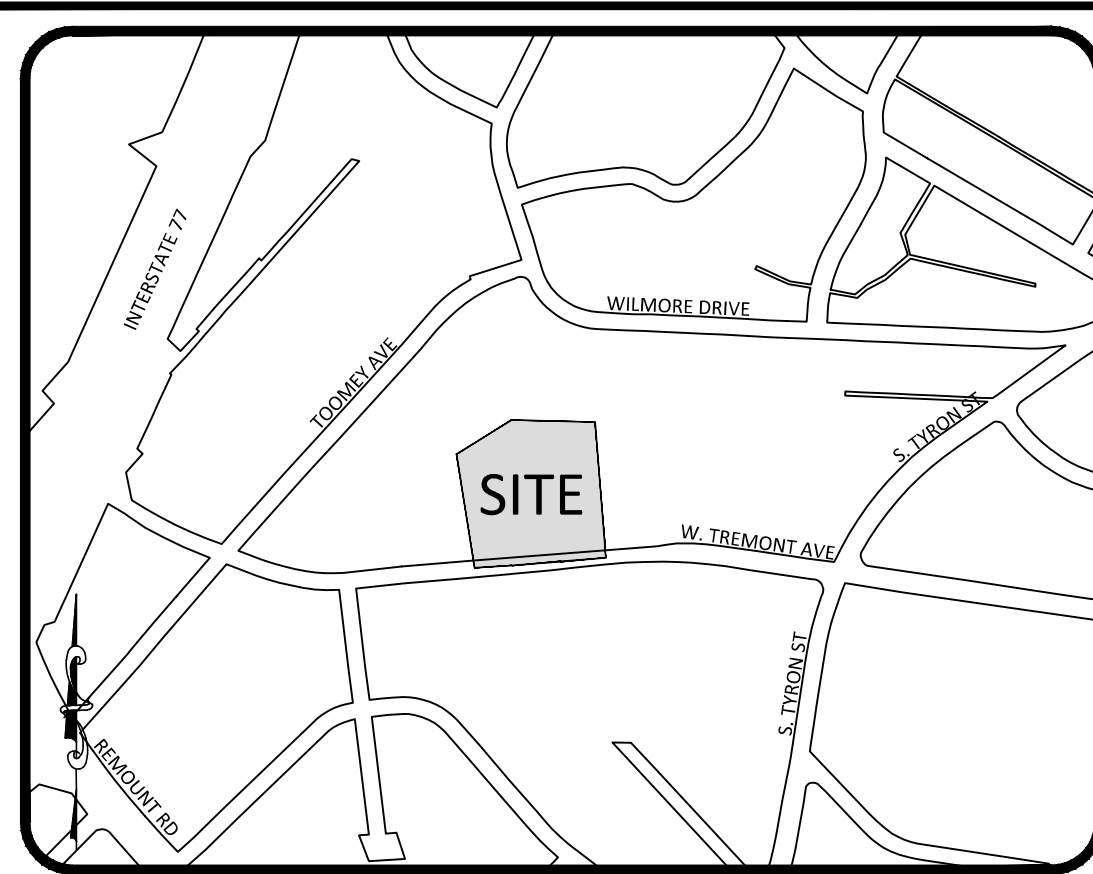 INTERSTATE 77
WILMORE DRIVE
TOOMEY AVE
S. TYRON ST
SITE
W. TREMONT AVE
S. TYRON ST
REMOUNT RD